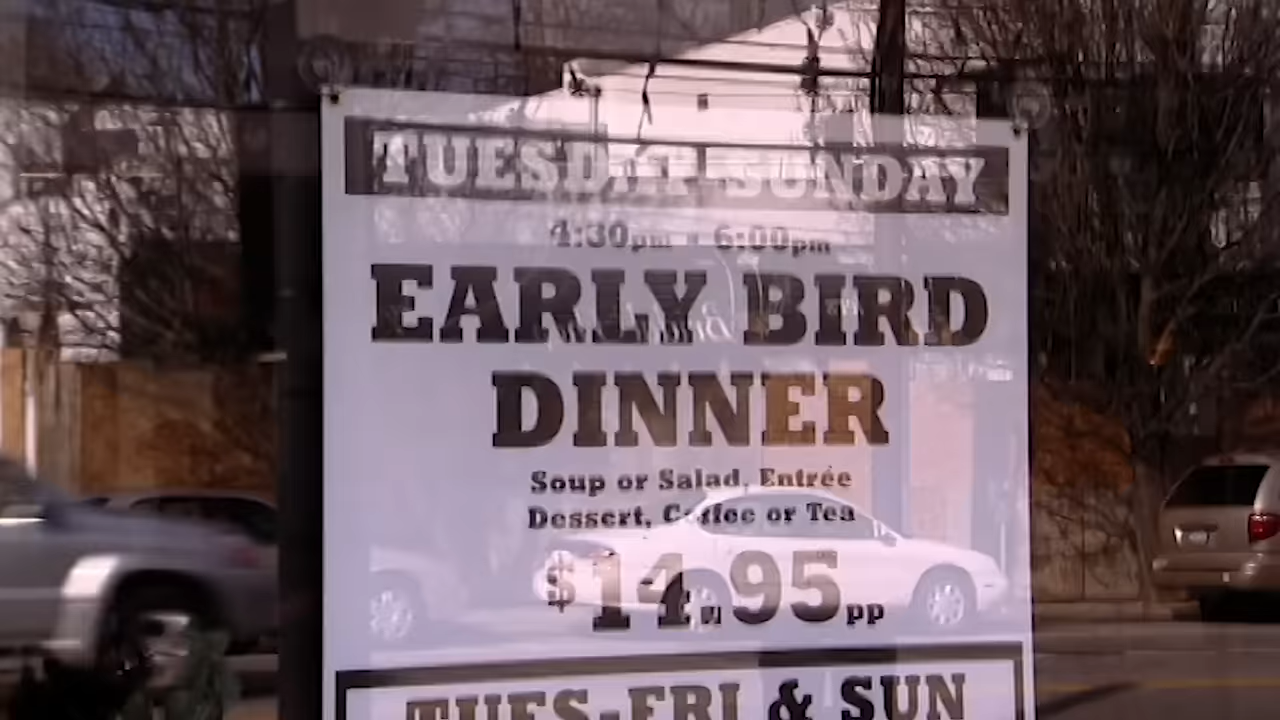 TUESDAY-SUNDAY
4:30pm - 6:00pm
EARLY BIRD
DINNER
Soup or Salad, Entrée
Dessert, Coffee or Tea
$14.95pp
TUES-FRI & SUN